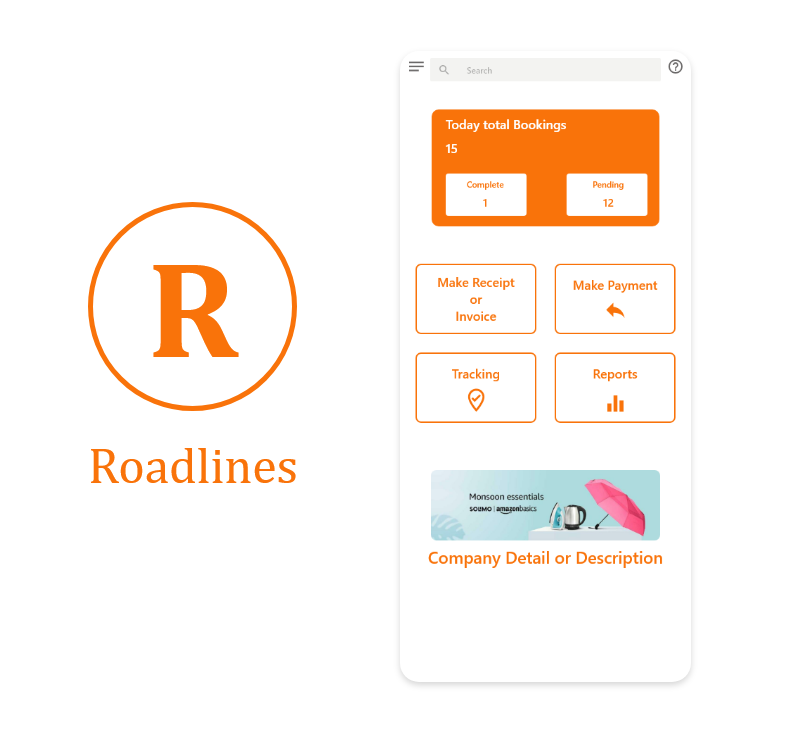 R
Roadlines
Search
Today total Bookings
15
Complete
1
Pending
12
Make Receipt
or
Invoice
Make Payment
Tracking
Reports
Monsoon essentials
SOLIMO | amazonbasics
Company Detail or Description